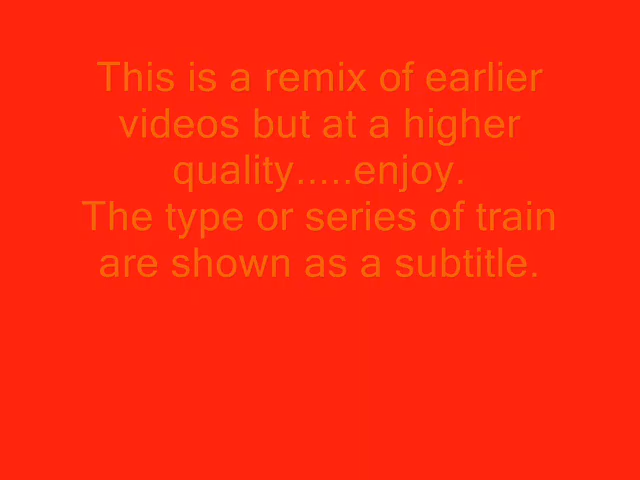 This is a remix of earlier
videos but at a higher
quality.....enjoy.
The type or series of train
are shown as a subtitle.